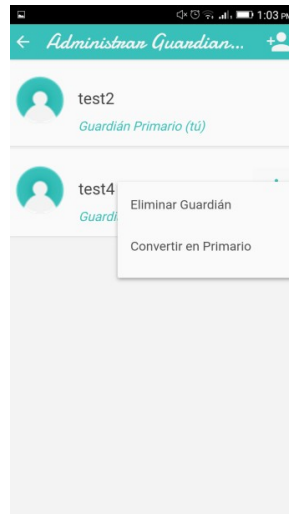 1:03 PM
Administrar Guardian...
test2
Guardián Primario (tú)
test4
Guardi
Eliminar Guardián
Convertir en Primario